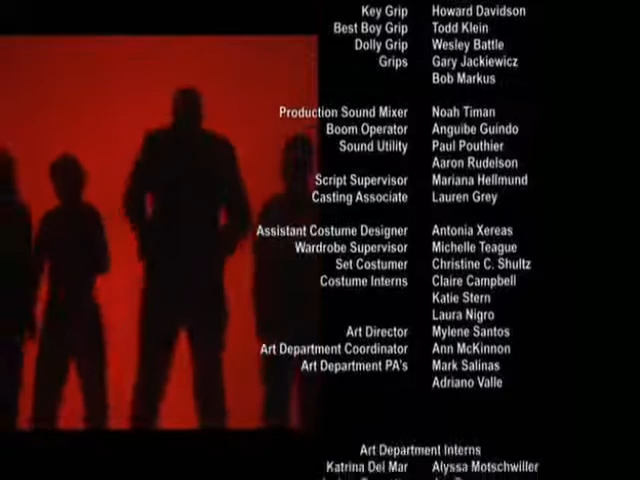 Key Grip Howard Davidson
Best Boy Grip Todd Klein
Dolly Grip Wesley Battle
Grips Gary Jackiewicz
Bob Markus
Production Sound Mixer Noah Timan
Boom Operator Anguibe Guindo
Sound Utility Paul Pouthier
Aaron Rudelson
Script Supervisor Mariana Hellmund
Casting Associate Lauren Grey
Assistant Costume Designer Antonia Xereas
Wardrobe Supervisor Michelle Teague
Set Costumer Christine C. Shultz
Costume Interns Claire Campbell
Katie Stern
Laura Nigro
Art Director Mylene Santos
Art Department Coordinator Ann McKinnon
Art Department PA's Mark Salinas
Adriano Valle
Art Department Interns
Katrina Del Mar Alyssa Motschwiller